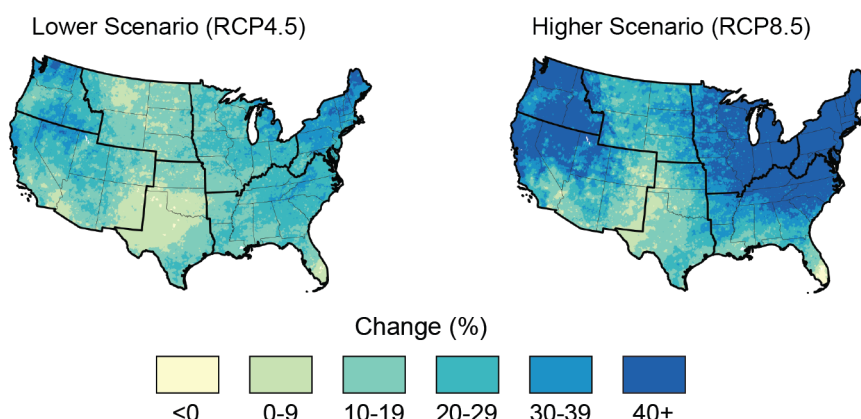 Lower Scenario (RCP4.5)
Higher Scenario (RCP8.5)
Change (%)
<0
0-9
10-19
20-29
30-39
40+